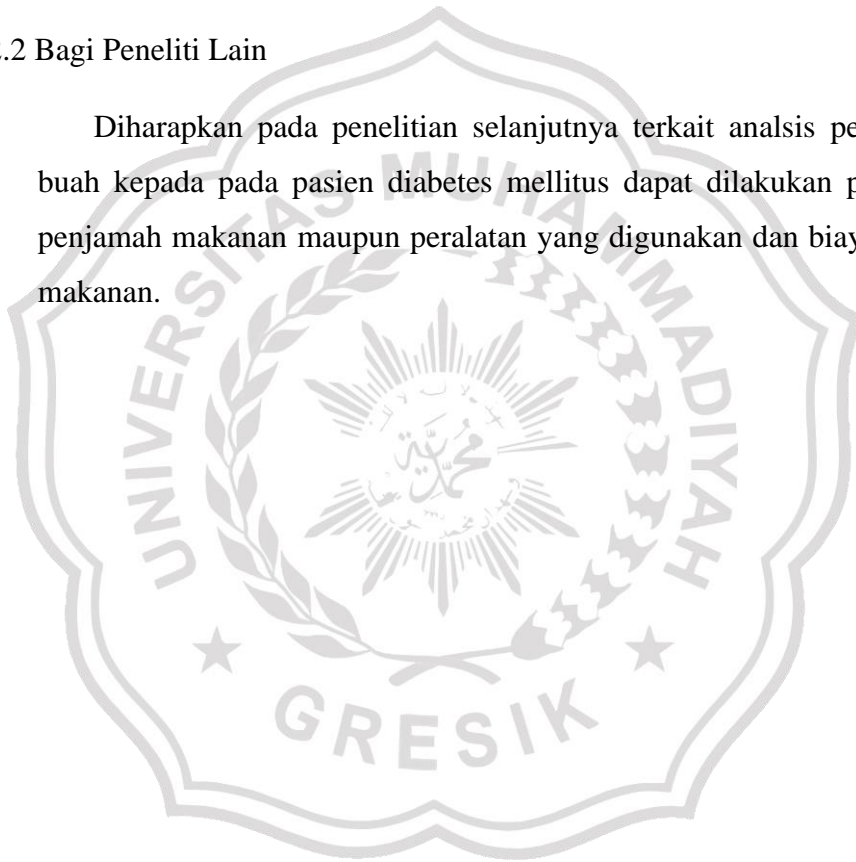 .2 Bagi Peneliti Lain
Diharapkan pada penelitian selanjutnya terkait analsis pe
buah kepada pada pasien diabetes mellitus dapat dilakukan p
penjamah makanan maupun peralatan yang digunakan dan biay
makanan.
UNIVERSITAS MUHAMMADIYAH
GRESIK